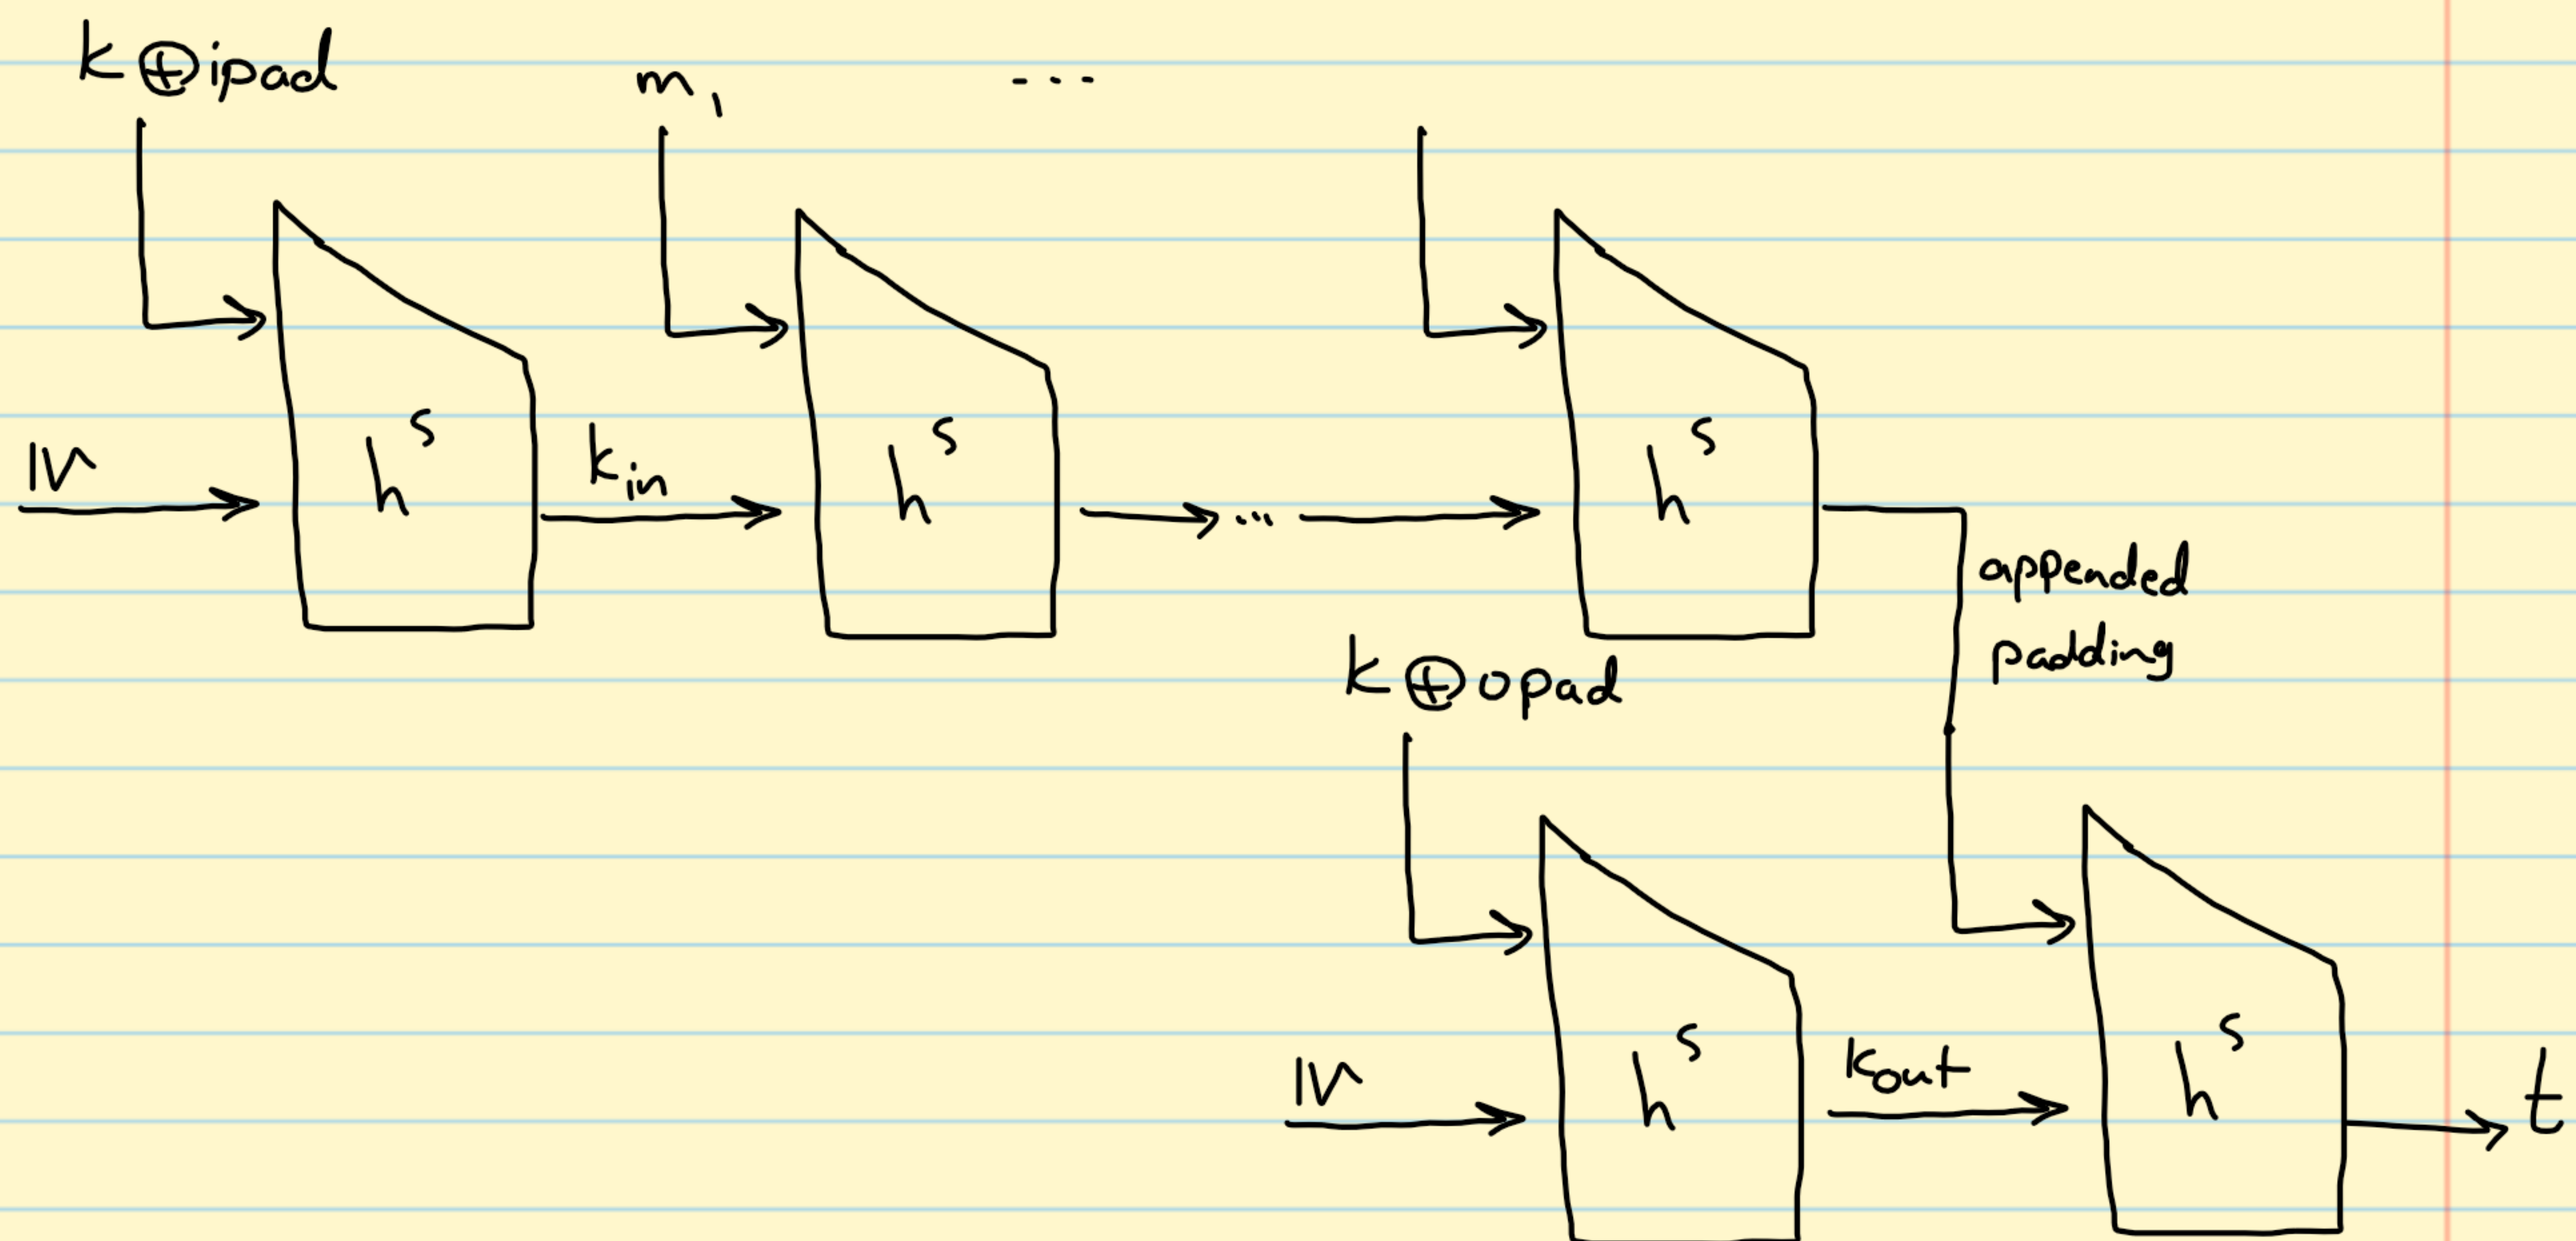 k ⊕ ipad
m₁
...
IV
k_in
h^s
h^s
...
h^s
appended
padding
k ⊕ opad
IV
h^s
k_out
h^s
t